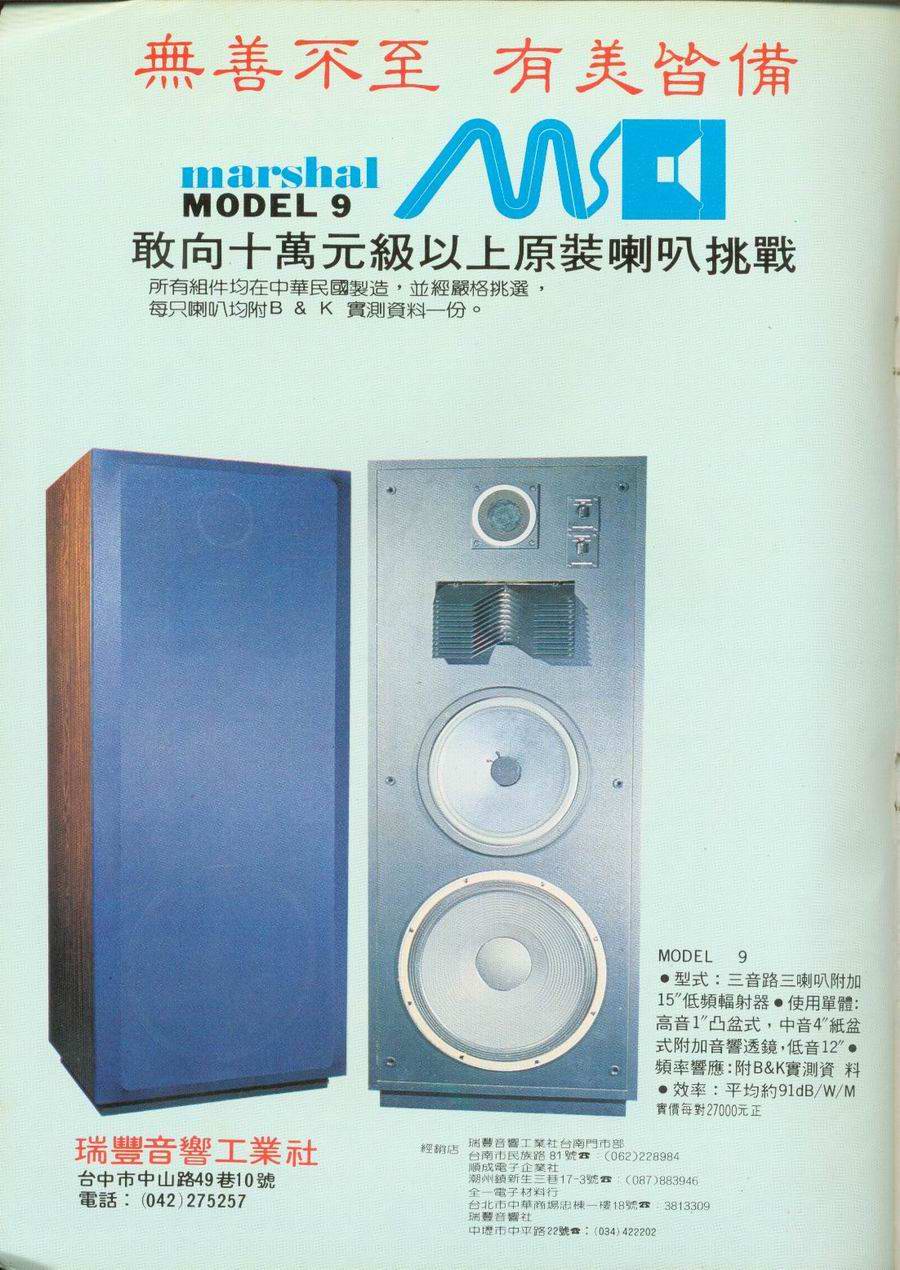 無善不至 有美皆備
marshal
MODEL 9
敢向十萬元級以上原裝喇叭挑戰
所有組件均在中華民國製造，並經嚴格挑選，
每只喇叭均附B & K 實測資料一份。
MODEL 9
●型式：三音路三喇叭附加
15″低頻輻射器●使用單體:
高音1″凸盆式，中音4″紙盆
式附加音響透鏡，低音12″●
頻率響應:附B&K實測資 料
●效率：平均約91dB/W/M
實價每對27000元正
瑞豐音響工業社
台中市中山路49巷10號
電話：(042)275257
經銷店
瑞豐音響工業社台南門市部
台南市民族路81號☎：(062)228984
順成電子企業社
潮州鎮新生三巷17-3號☎：(087)883946
全一電子材料行
台北市中華商場忠棟一樓18號☎：3813309
瑞豐音響社
中壢市中平路22號☎：(034)422202